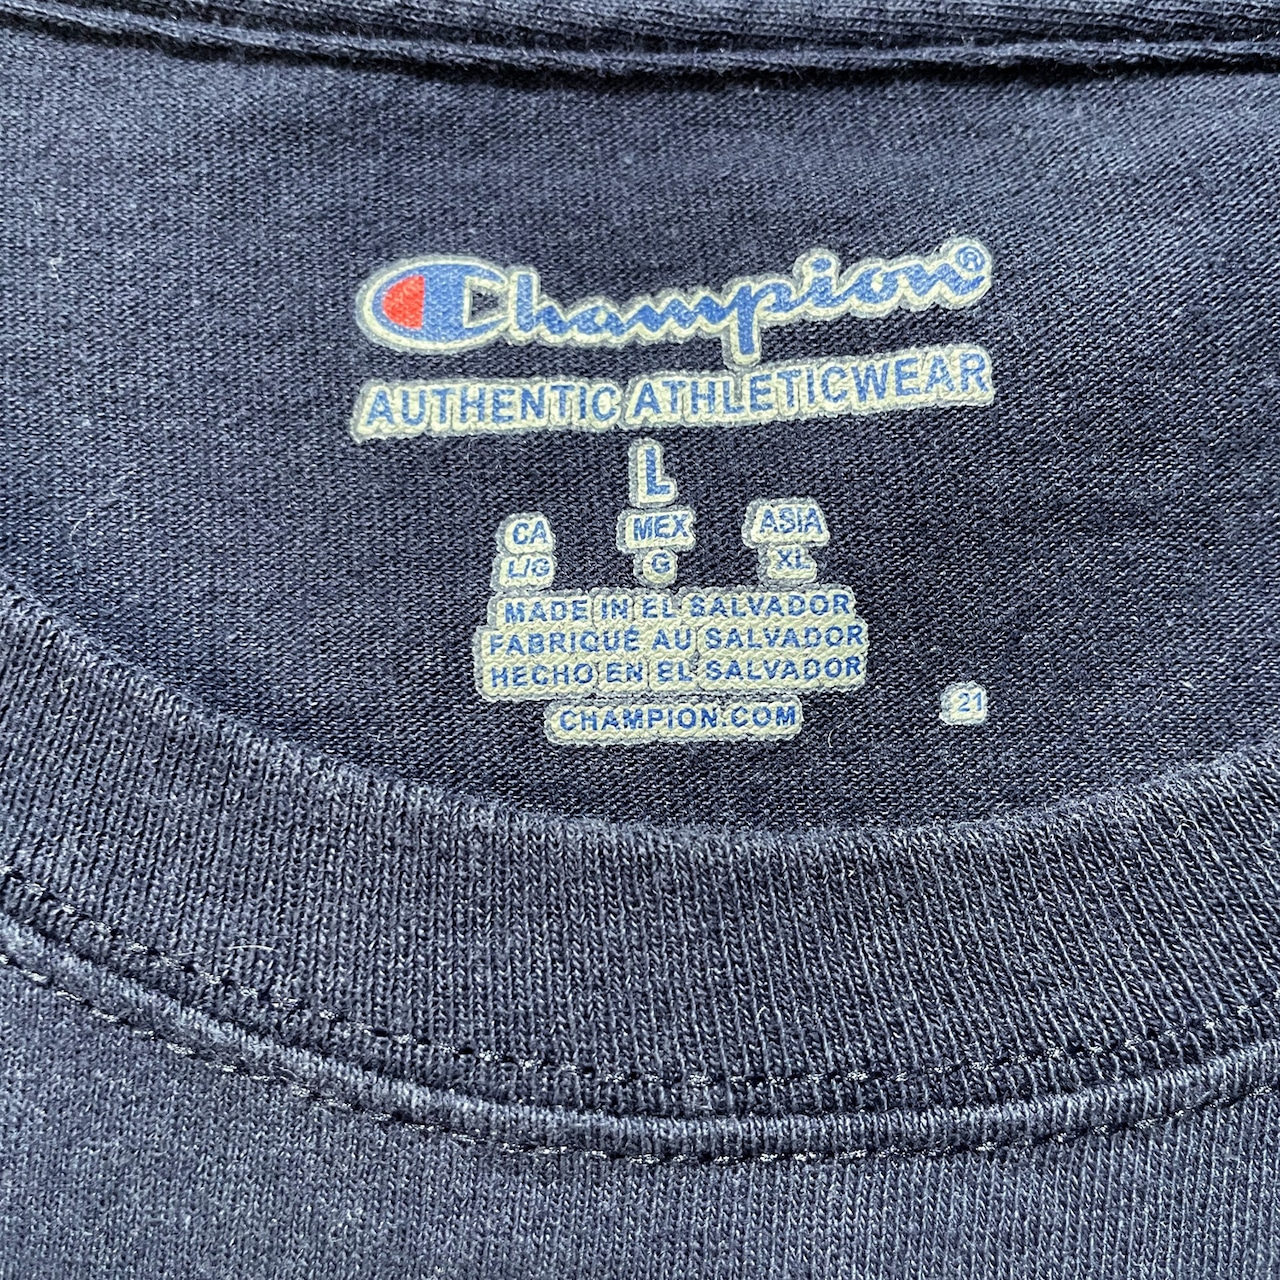 Champion®
AUTHENTIC ATHLETICWEAR
L
CA MEX ASIA
L/G G XL
MADE IN EL SALVADOR
FABRIQUÉ AU SALVADOR
HECHO EN EL SALVADOR
CHAMPION.COM
21